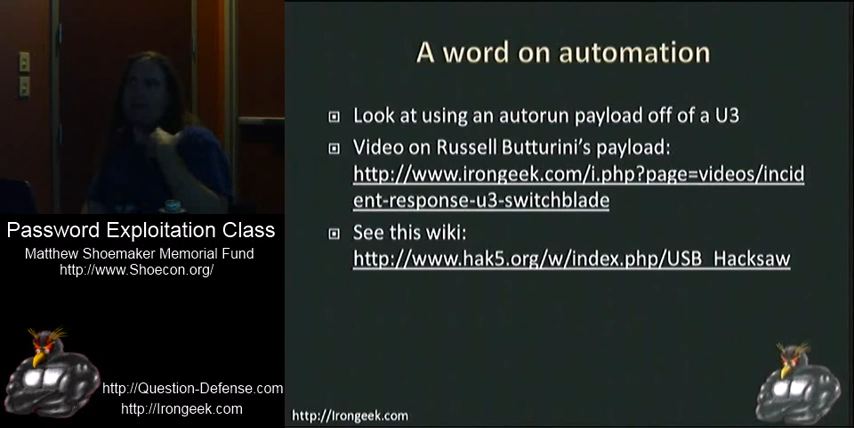 A word on automation
Look at using an autorun payload off of a U3
Video on Russell Butturini's payload:
http://www.irongeek.com/i.php?page=videos/incid
ent-response-u3-switchblade
See this wiki:
http://www.hak5.org/w/index.php/USB_Hacksaw
http://Irongeek.com
Password Exploitation Class
Matthew Shoemaker Memorial Fund
http://www.Shoecon.org/
http://Question-Defense.com
http://Irongeek.com